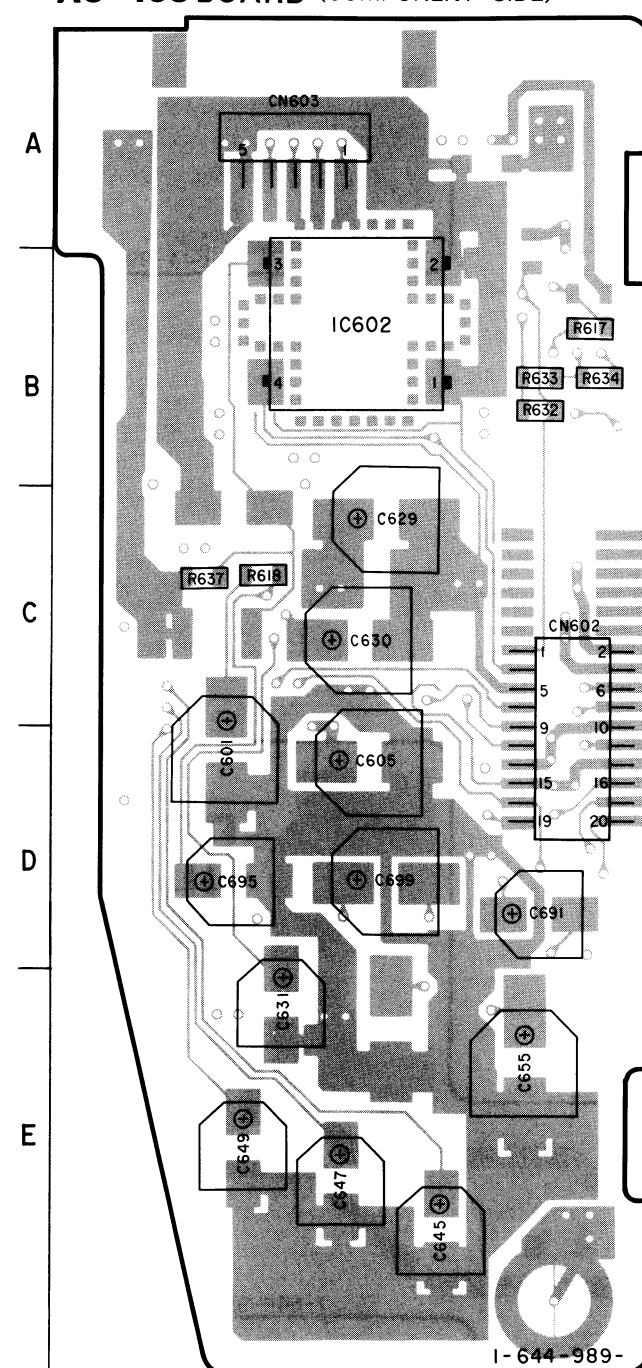 BOARD (COMPONENT SIDE)
A
CN603
5 1
3 2
IC602
R617
B
4 1
R633 R634
R632
C629
R637 R618
C
CN602
1 2
C630
5 6
9 10
C601
C605
15 16
19 20
D
C695 C699
C691
C631
C655
E
C649
C647
C645
1-644-989-